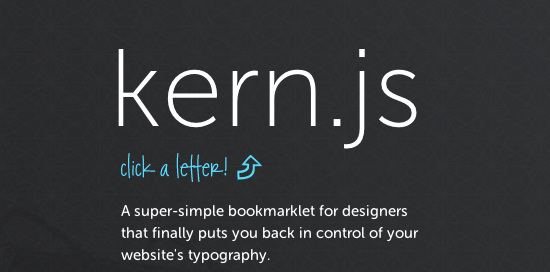 kern.js
click a letter!
A super-simple bookmarklet for designers
that finally puts you back in control of your
website's typography.